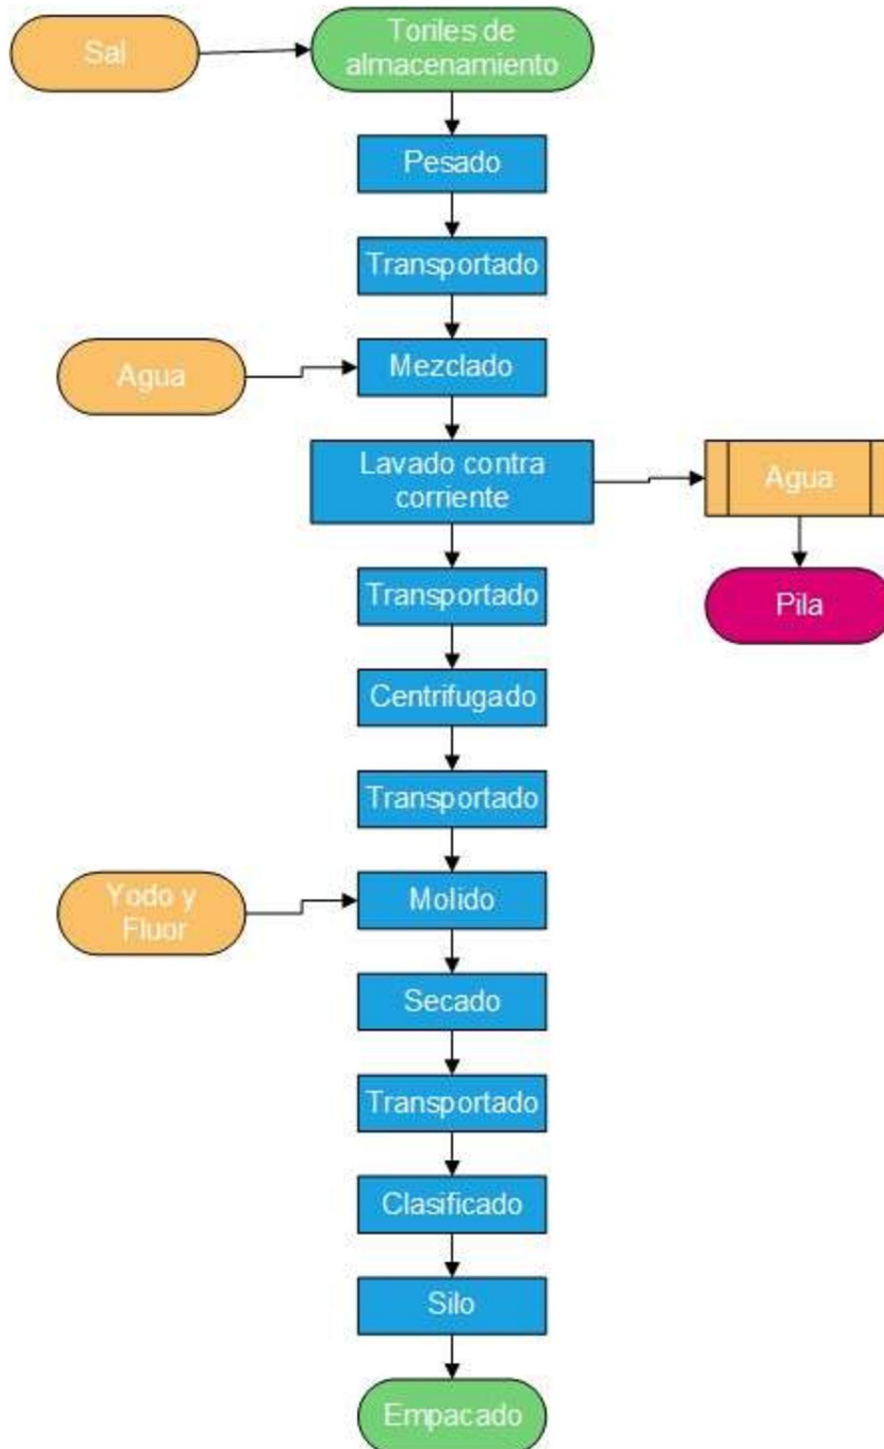 Sal
Toriles de
almacenamiento
Pesado
Transportado
Agua
Mezclado
Lavado contra
corriente
Agua
Transportado
Pila
Centrifugado
Transportado
Yodo y
Fluor
Molido
Secado
Transportado
Clasificado
Silo
Empacado